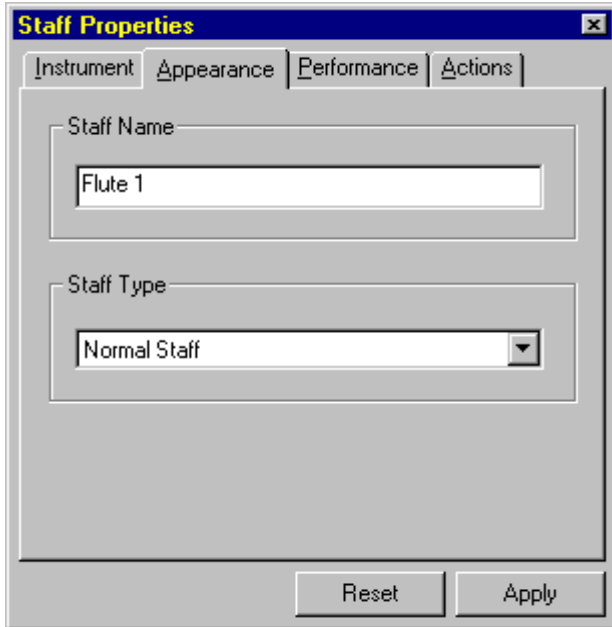 Staff Properties
Instrument Appearance Performance Actions
Staff Name
Flute 1
Staff Type
Normal Staff
Reset Apply